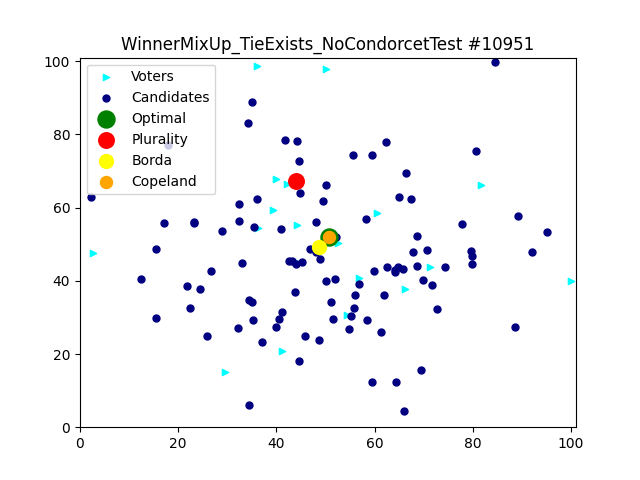 WinnerMixUp_TieExists_NoCondorcetTest #10951
Voters
Candidates
Optimal
Plurality
Borda
Copeland
100
80
60
40
20
0
0 20 40 60 80 100